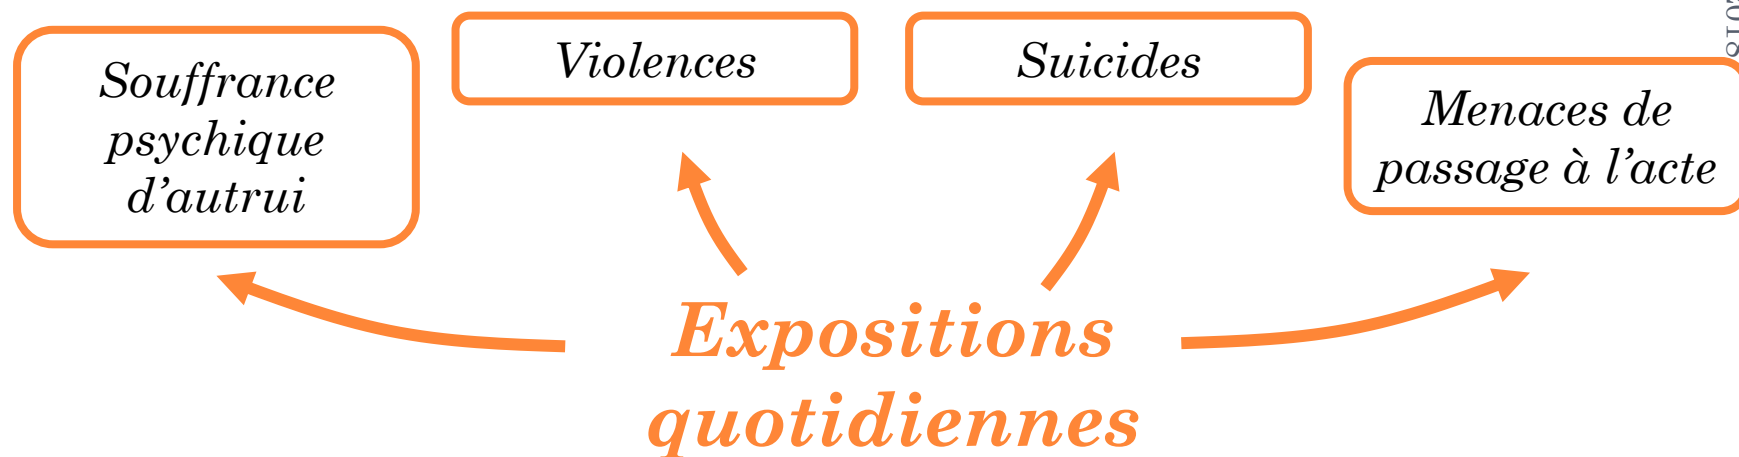 Souffrance
psychique
d’autrui
Violences
Suicides
Menaces de
passage à l’acte
Expositions
quotidiennes